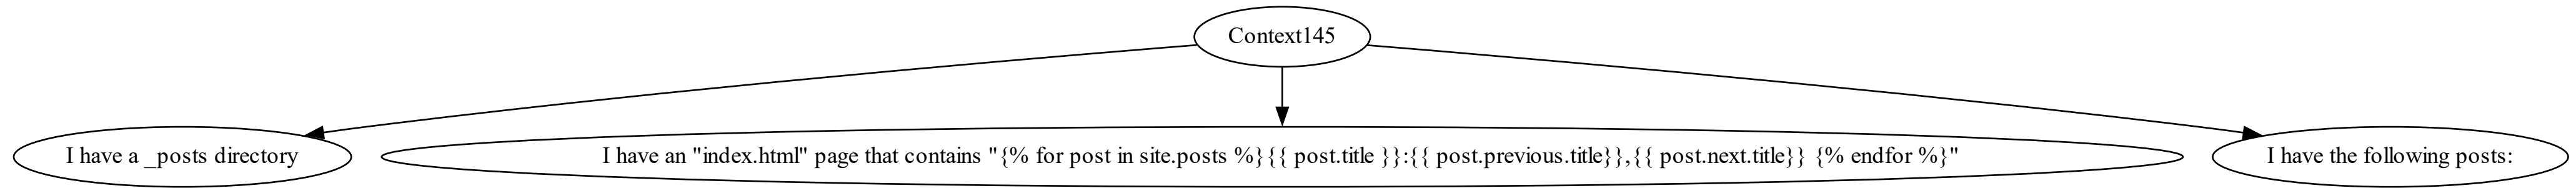 Context145
I have a _posts directory
I have an "index.html" page that contains "{% for post in site.posts %}{{ post.title }}:{{ post.previous.title}},{{ post.next.title}} {% endfor %}"
I have the following posts: